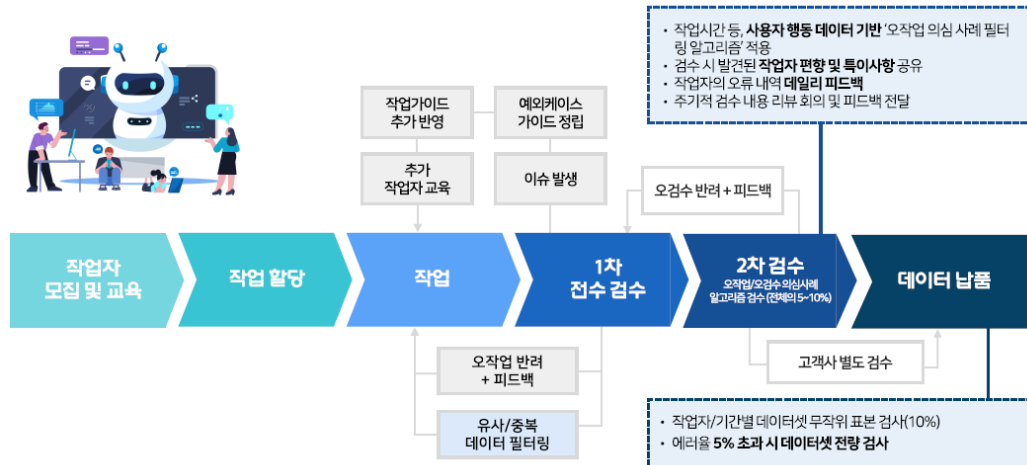 • 작업시간 등, 사용자 행동 데이터 기반 '오작업 의심 사례 필터
링 알고리즘' 적용
• 검수 시 발견된 작업자 편향 및 특이사항 공유
• 작업자의 오류 내역 데일리 피드백
• 주기적 검수 내용 리뷰 회의 및 피드백 전달
작업가이드
추가 반영
예외케이스
가이드 정립
추가
작업자 교육
이슈 발생
오검수 반려 + 피드백
작업자
모집 및 교육
작업 할당
작업
1차
전수 검수
2차 검수
오작업/오검수 의심사례
알고리즘 검수 (전체의 5~10%)
데이터 납품
오작업 반려
+ 피드백
고객사 별도 검수
유사/중복
데이터 필터링
• 작업자/기간별 데이터셋 무작위 표본 검사(10%)
• 에러율 5% 초과 시 데이터셋 전량 검사